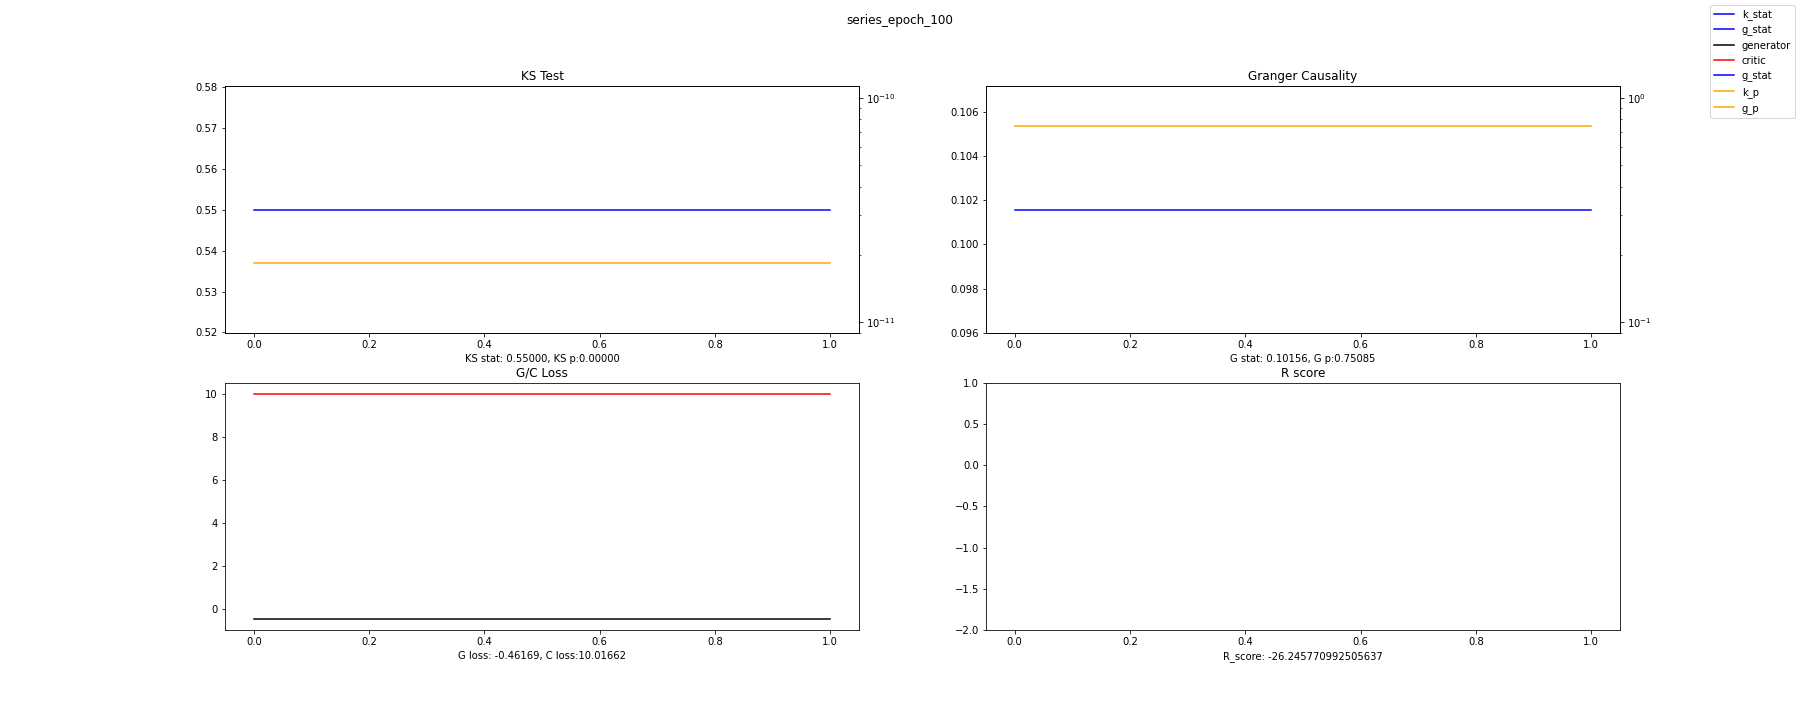 series_epoch_100
k_stat
g_stat
generator
critic
g_stat
k_p
g_p
KS Test
0.58
0.57
0.56
0.55
0.54
0.53
0.52
10⁻¹⁰
10⁻¹¹
0.0 0.2 0.4 0.6 0.8 1.0
KS stat: 0.55000, KS p:0.00000
Granger Causality
0.106
0.104
0.102
0.100
0.098
0.096
10⁰
10⁻¹
0.0 0.2 0.4 0.6 0.8 1.0
G stat: 0.10156, G p:0.75085
G/C Loss
10
8
6
4
2
0
0.0 0.2 0.4 0.6 0.8 1.0
G loss: -0.46169, C loss:10.01662
R score
1.0
0.5
0.0
−0.5
−1.0
−1.5
−2.0
0.0 0.2 0.4 0.6 0.8 1.0
R_score: -26.245770992505637